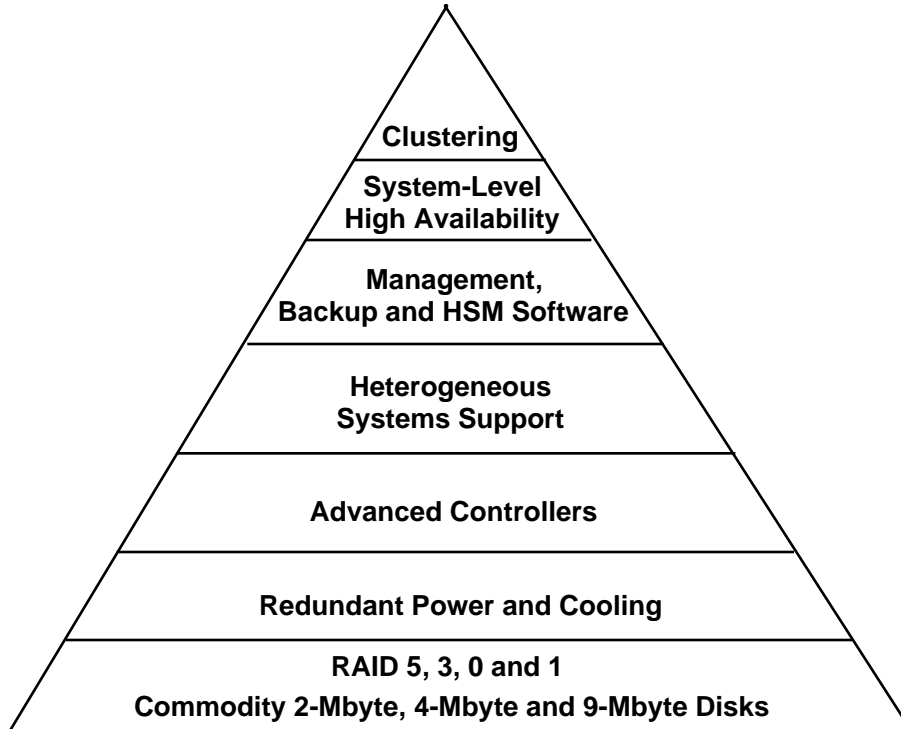 Clustering
System-Level
High Availability
Management,
Backup and HSM Software
Heterogeneous
Systems Support
Advanced Controllers
Redundant Power and Cooling
RAID 5, 3, 0 and 1
Commodity 2-Mbyte, 4-Mbyte and 9-Mbyte Disks